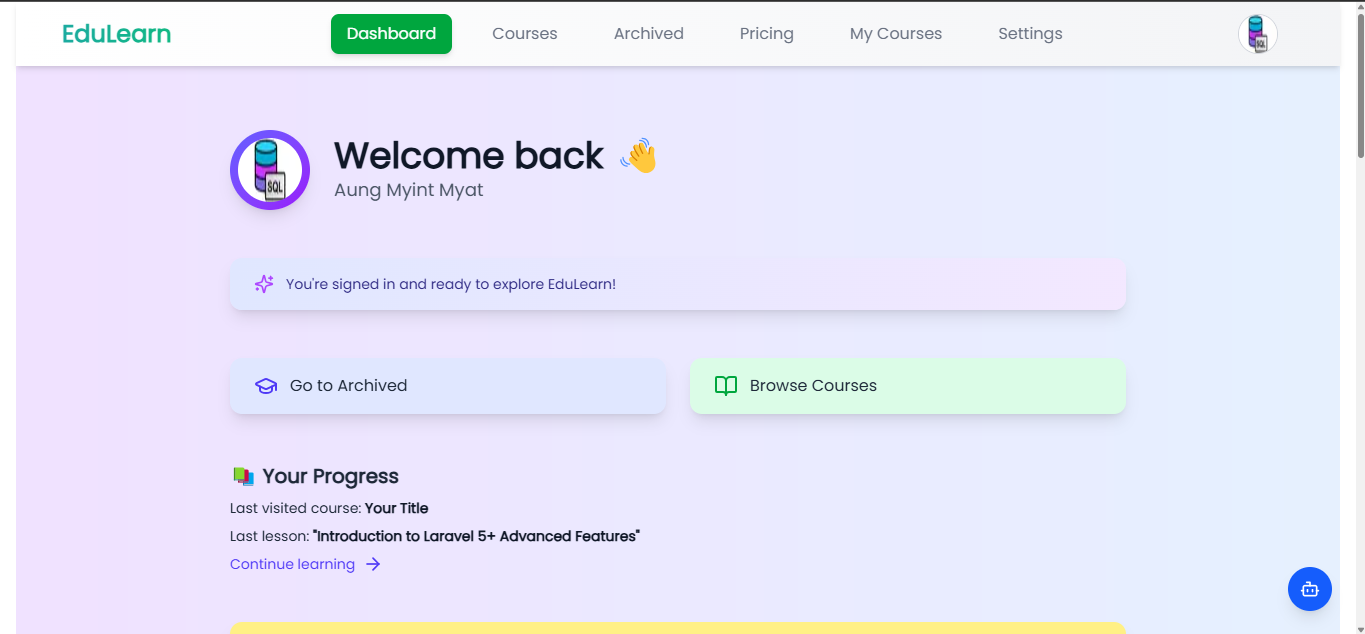 EduLearn
Dashboard
Courses
Archived
Pricing
My Courses
Settings
SQL
Welcome back 👋
SQL
Aung Myint Myat
You're signed in and ready to explore EduLearn!
Go to Archived
Browse Courses
Your Progress
Last visited course: Your Title
Last lesson: "Introduction to Laravel 5+ Advanced Features"
Continue learning →